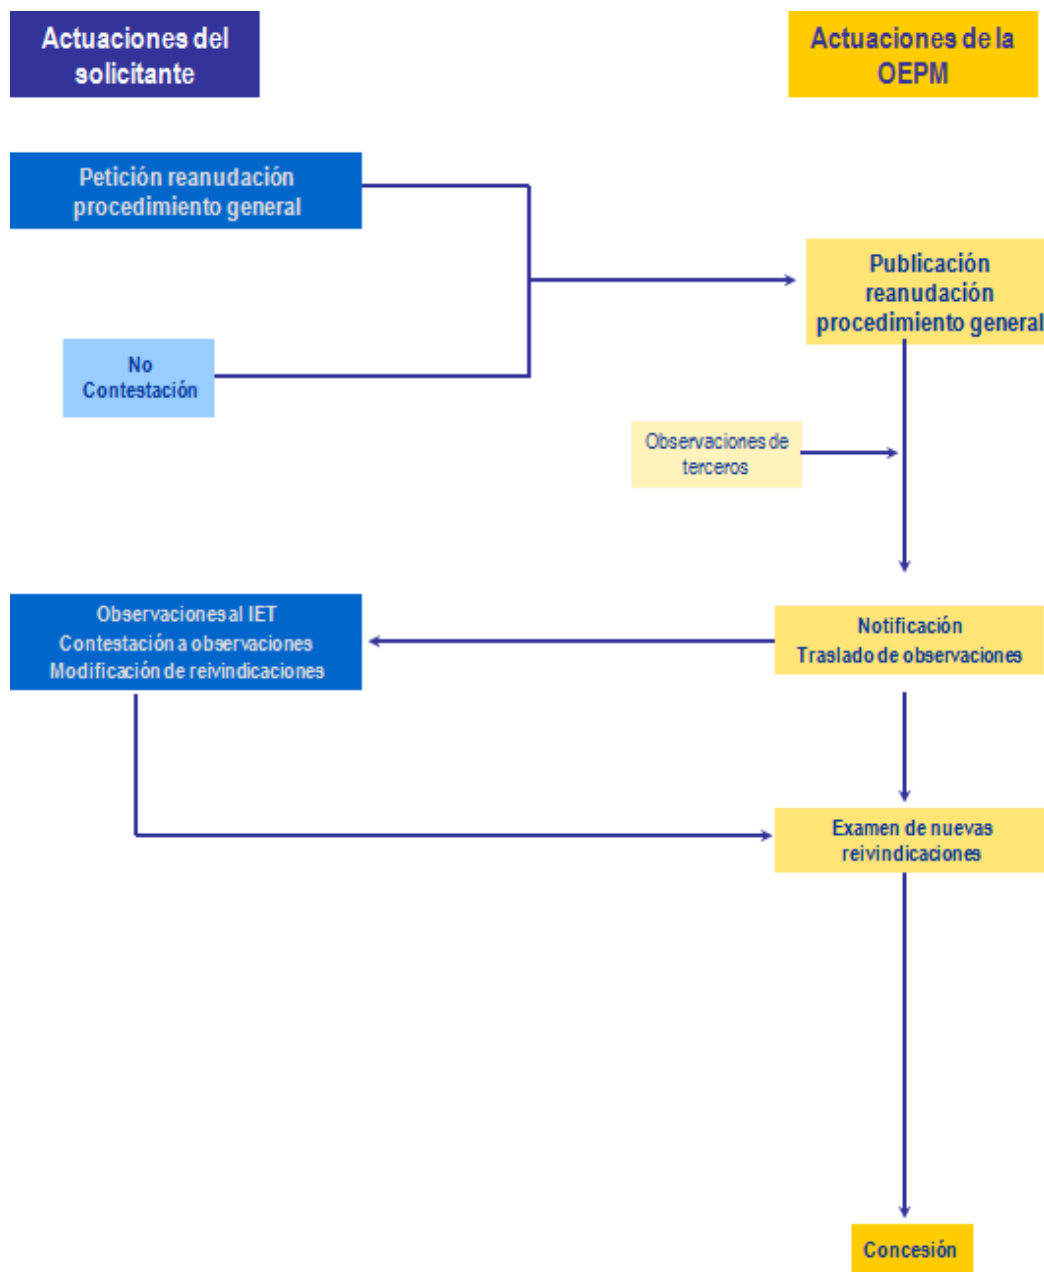 Actuaciones del
solicitante
Actuaciones de la
OEPM
Petición reanudación
procedimiento general
Publicación
reanudación
procedimiento general
No
Contestación
Observaciones de
terceros
Observaciones al IET
Contestación a observaciones
Modificación de reivindicaciones
Notificación
Traslado de observaciones
Examen de nuevas
reivindicaciones
Concesión